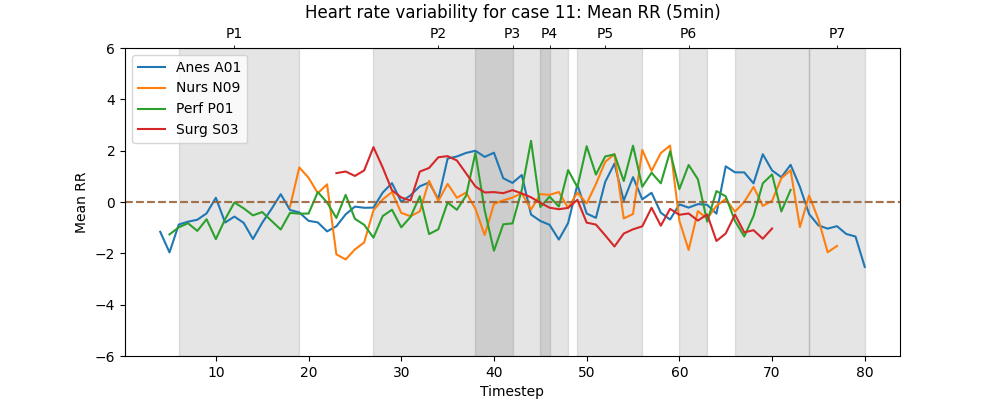 Heart rate variability for case 11: Mean RR (5min)
P1 P2 P3 P4 P5 P6 P7
Anes A01
Nurs N09
Perf P01
Surg S03
Mean RR
6
4
2
0
−2
−4
−6
10 20 30 40 50 60 70 80
Timestep